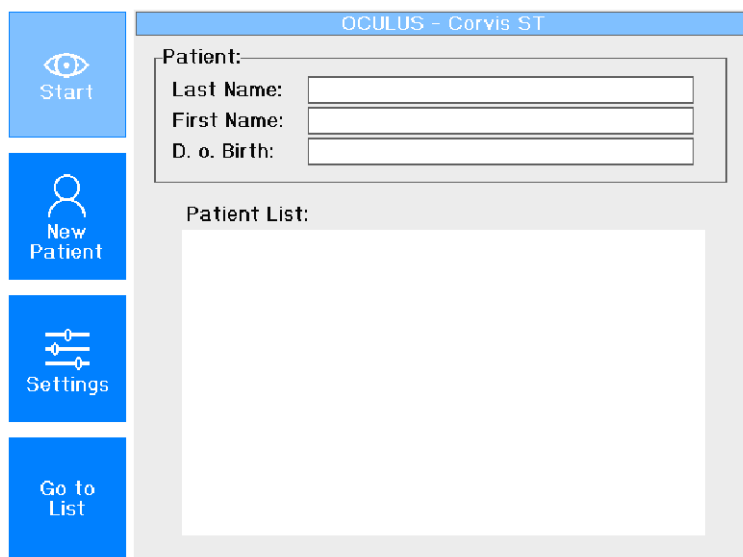 OCULUS - Corvis ST
Start
Patient:
Last Name:
First Name:
D. o. Birth:
New
Patient
Patient List:
Settings
Go to
List